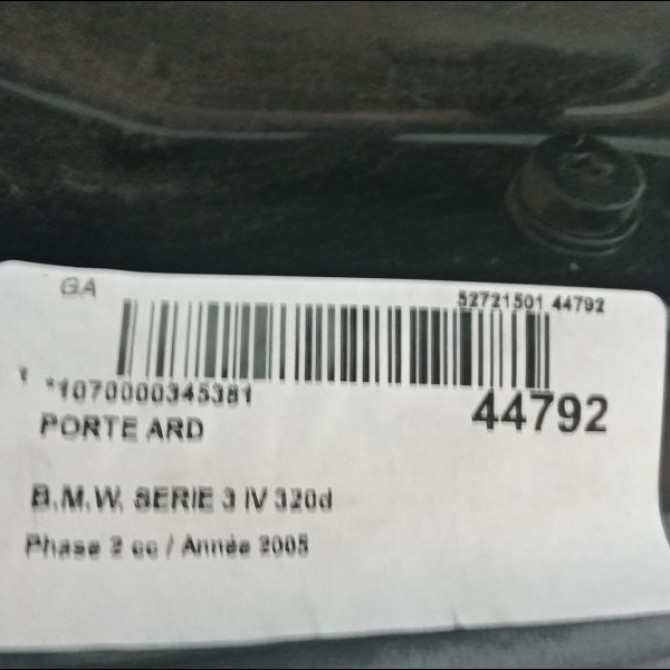 GA
52721501 44792
*1070000345381
44792
PORTE ARD
B.M.W. SERIE 3 IV 320d
Phase 2 cc / Année 2005